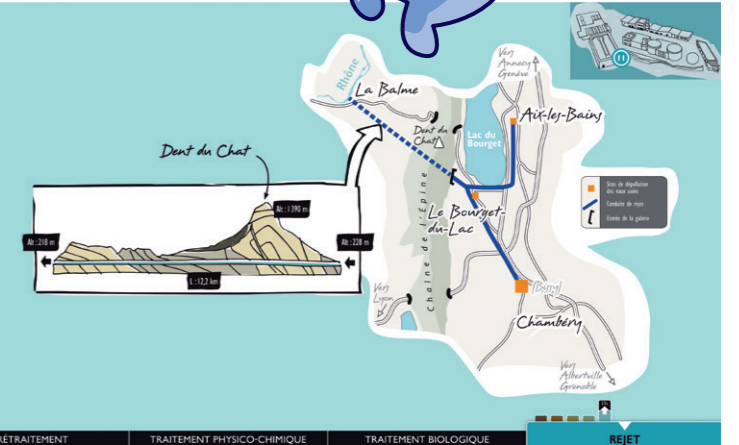 Vers
Annecy
Genève
Rhône
La Balme
Aix-les-Bains
Dent du
Chat
Lac du
Bourget
Dent du Chat
Sites de dépollution
des eaux usées
Conduite de rejet
Entrée de la galerie
Alt : 1390 m
Le Bourget-
du-Lac
Chaîne de l'Épine
Alt : 218 m
Alt : 228 m
L : 12,2 km
Vers
Lyon
(Bissy)
Chambéry
Vers
Albertville
Grenoble
RÉTRAITEMENT
TRAITEMENT PHYSICO-CHIMIQUE
TRAITEMENT BIOLOGIQUE
REJET